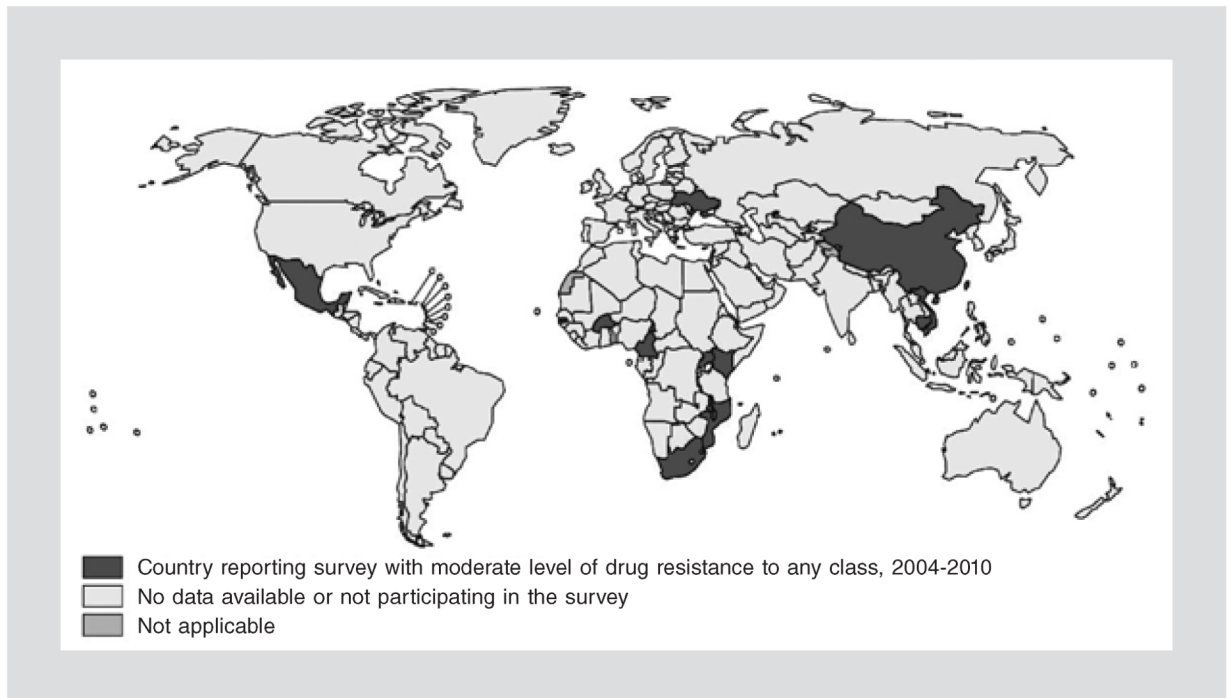 Country reporting survey with moderate level of drug resistance to any class, 2004-2010
No data available or not participating in the survey
Not applicable